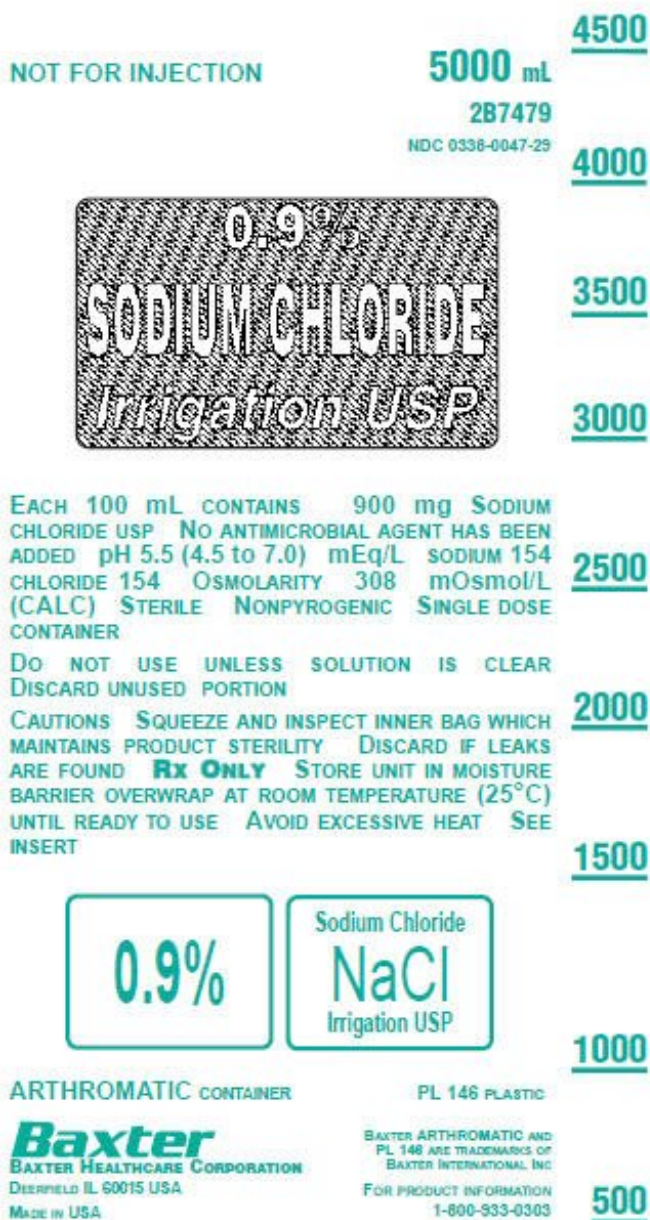 4500
NOT FOR INJECTION
5000 mL
2B7479
NDC 0338-0047-29
4000
0.9%
SODIUM CHLORIDE
Irrigation USP
3500
3000
EACH 100 mL CONTAINS 900 mg SODIUM
CHLORIDE USP NO ANTIMICROBIAL AGENT HAS BEEN
ADDED pH 5.5 (4.5 to 7.0) mEq/L SODIUM 154
CHLORIDE 154 OSMOLARITY 308 mOsmol/L
(CALC) STERILE NONPYROGENIC SINGLE DOSE
CONTAINER
2500
DO NOT USE UNLESS SOLUTION IS CLEAR
DISCARD UNUSED PORTION
2000
CAUTIONS SQUEEZE AND INSPECT INNER BAG WHICH
MAINTAINS PRODUCT STERILITY DISCARD IF LEAKS
ARE FOUND RX ONLY STORE UNIT IN MOISTURE
BARRIER OVERWRAP AT ROOM TEMPERATURE (25°C)
UNTIL READY TO USE AVOID EXCESSIVE HEAT SEE
INSERT
1500
0.9%
Sodium Chloride
NaCl
Irrigation USP
1000
ARTHROMATIC CONTAINER
PL 146 PLASTIC
Baxter
BAXTER HEALTHCARE CORPORATION
DEERFIELD IL 60015 USA
MADE IN USA
BAXTER ARTHROMATIC AND
PL 146 ARE TRADEMARKS OF
BAXTER INTERNATIONAL INC
FOR PRODUCT INFORMATION
1-800-933-0303
500